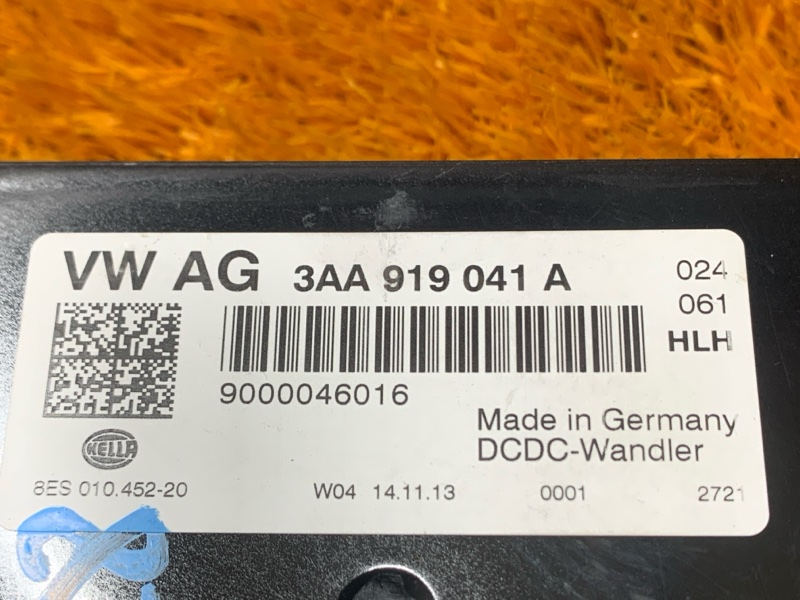 VW AG 3AA 919 041 A 024
061
HLH
9000046016
Made in Germany
DCDC-Wandler
HELLA
8ES 010.452-20 W04 14.11.13 0001 2721